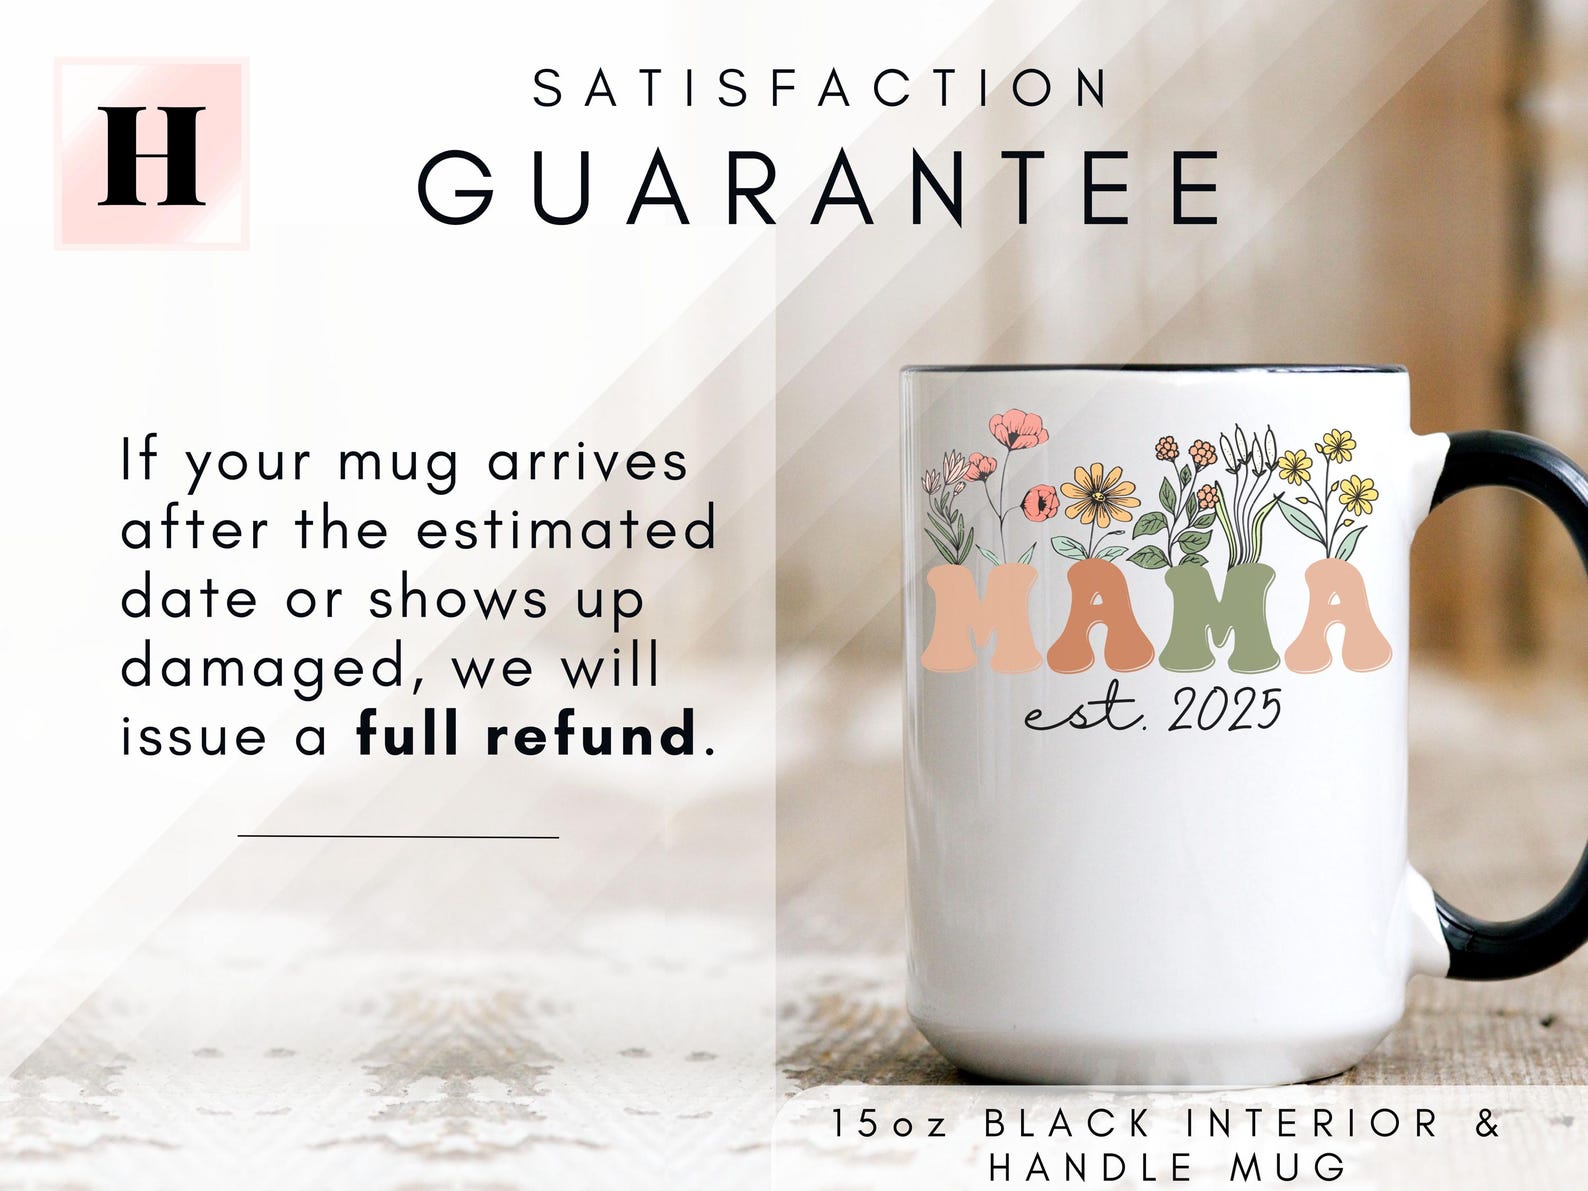 H
SATISFACTION
GUARANTEE
If your mug arrives
after the estimated
date or shows up
damaged, we will
issue a full refund.
MAMA
est. 2025
15oz BLACK INTERIOR &
HANDLE MUG